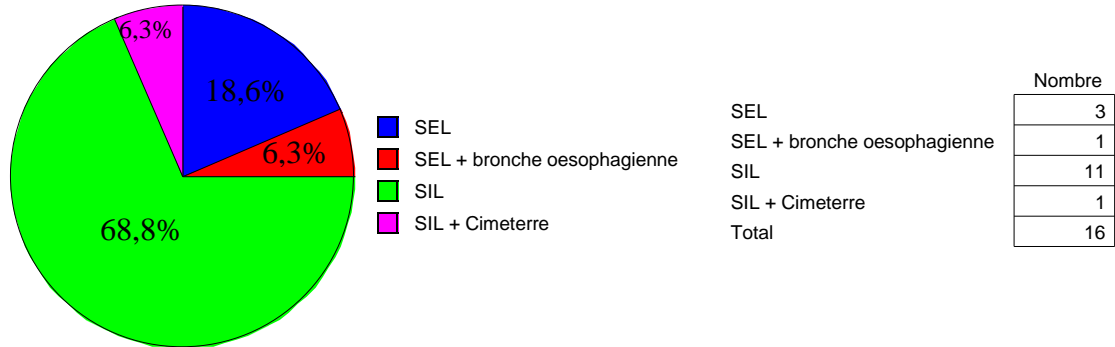 6,3%
18,6%
6,3%
68,8%
SEL
SEL + bronche oesophagienne
SIL
SIL + Cimeterre
Nombre
SEL 3
SEL + bronche oesophagienne 1
SIL 11
SIL + Cimeterre 1
Total 16